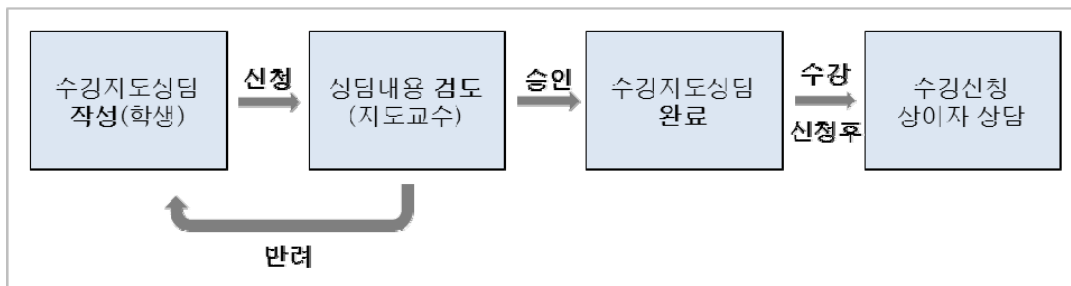 수강지도상담
작성(학생)
신청
상담내용 검토
(지도교수)
승인
수강지도상담
완료
수강
신청후
수강신청
상이자 상담
반려